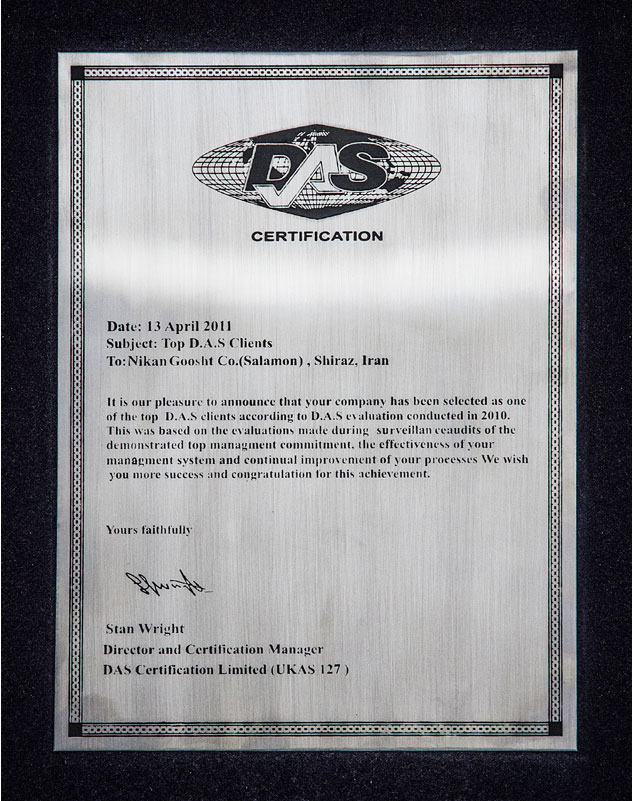 DAS
CERTIFICATION
Date: 13 April 2011
Subject: Top D.A.S Clients
To:Nikan Goosht Co.(Salamon) , Shiraz, Iran
It is our pleasure to announce that your company has been selected as one
of the top D.A.S clients according to D.A.S evaluation conducted in 2010.
This was based on the evaluations made during surveillan ceaudits of the
demonstrated top managment commitment, the effectiveness of your
managment system and continual improvement of your processes We wish
you more success and congratulation for this achievement.
Yours faithfully
Stan Wright
Director and Certification Manager
DAS Certification Limited (UKAS 127 )